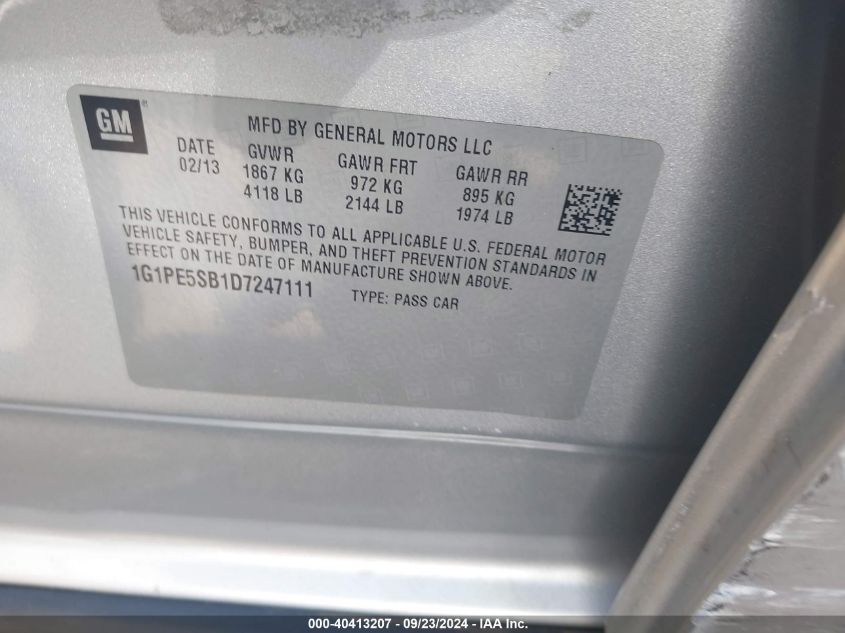 GM
MFD BY GENERAL MOTORS LLC
DATE GVWR GAWR FRT GAWR RR
02/13 1867 KG 972 KG 895 KG
4118 LB 2144 LB 1974 LB
THIS VEHICLE CONFORMS TO ALL APPLICABLE U.S. FEDERAL MOTOR
VEHICLE SAFETY, BUMPER, AND THEFT PREVENTION STANDARDS IN
EFFECT ON THE DATE OF MANUFACTURE SHOWN ABOVE.
1G1PE5SB1D7247111 TYPE: PASS CAR
000-40413207 - 09/23/2024 - IAA Inc.